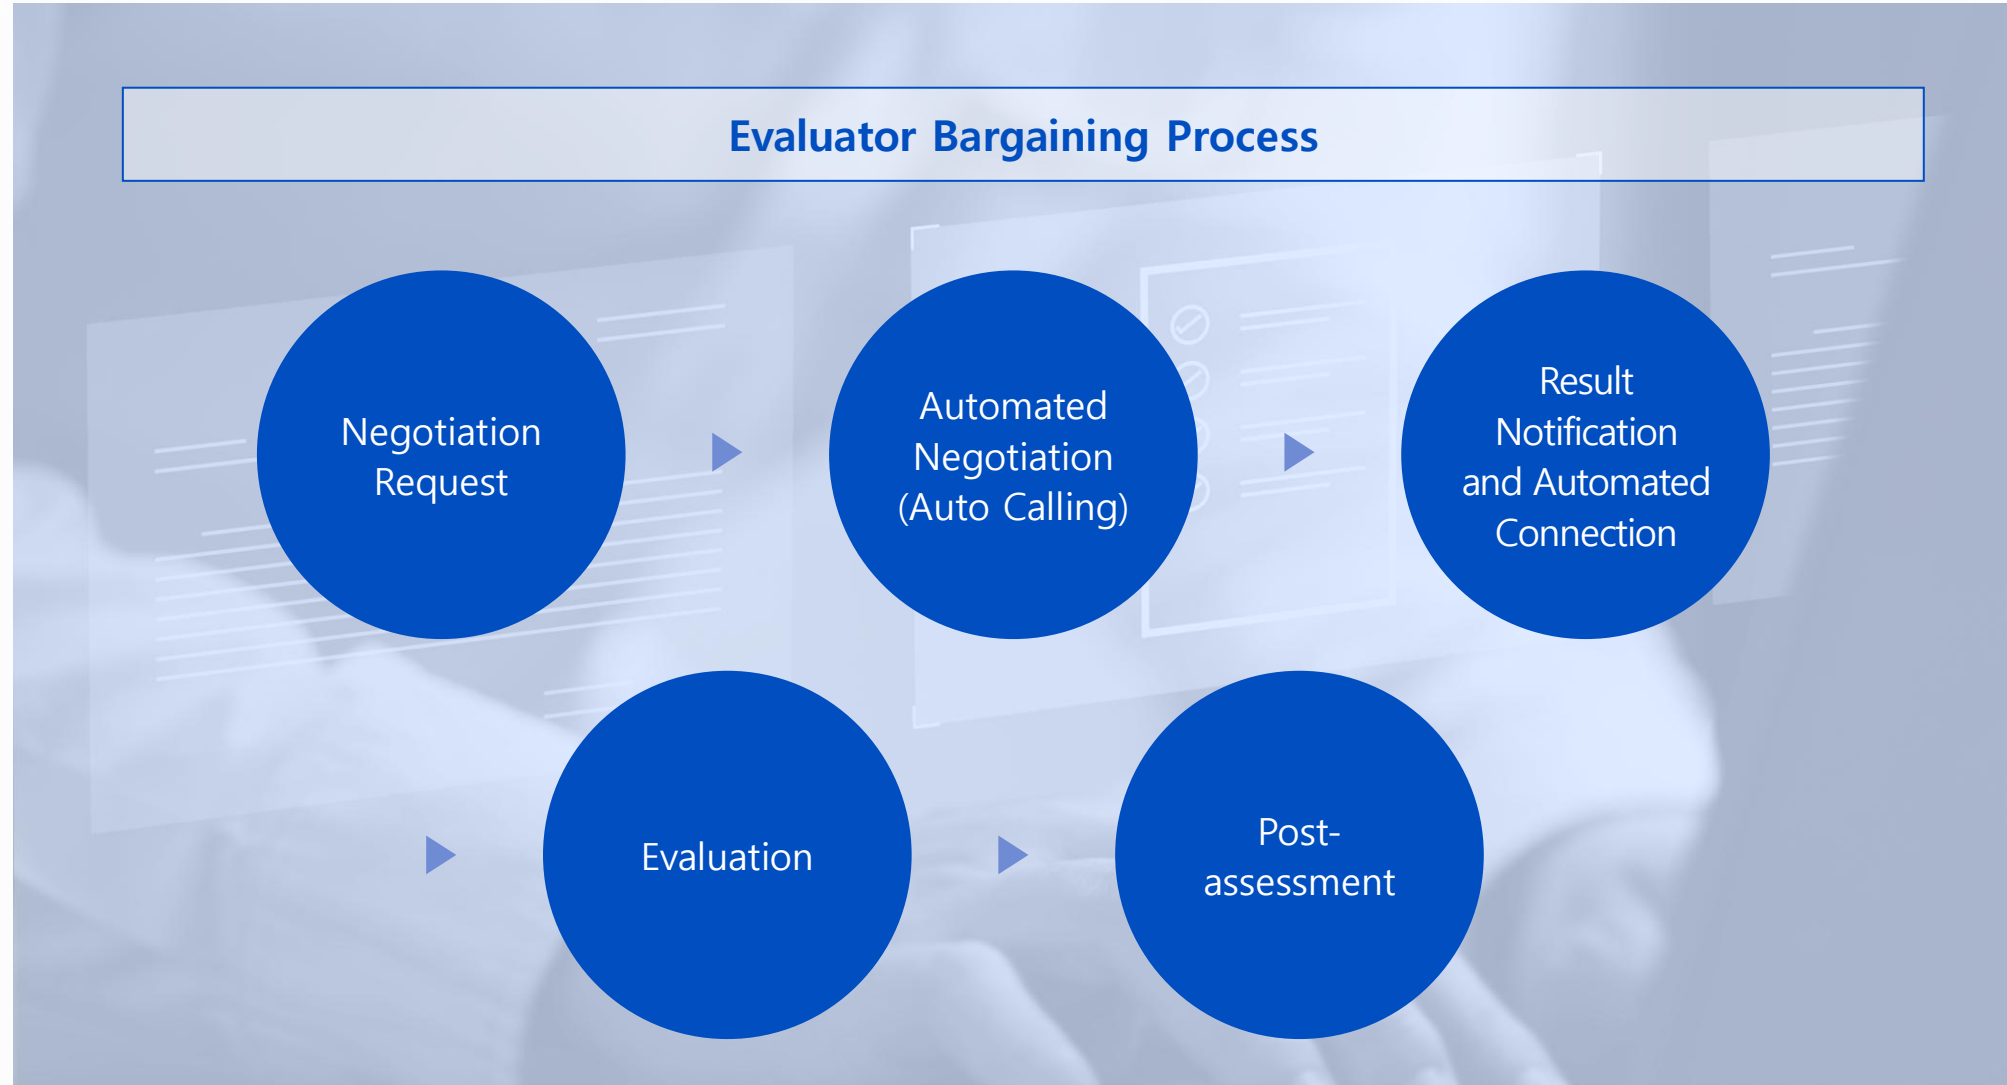 Evaluator Bargaining Process
Negotiation
Request
Automated
Negotiation
(Auto Calling)
Result
Notification
and Automated
Connection
Evaluation
Post-
assessment